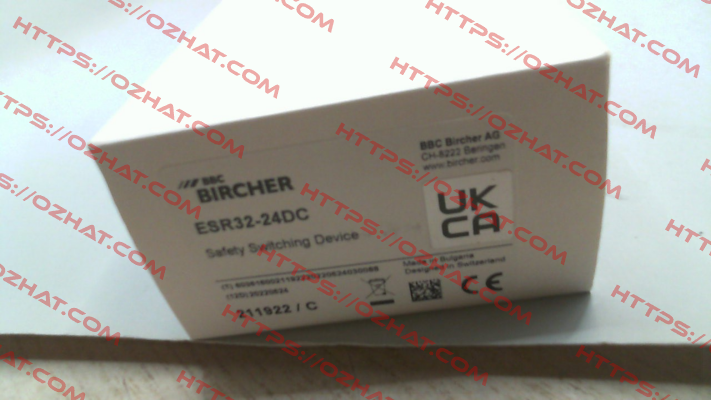 BBC
BIRCHER
ESR32-24DC
Safety Switching Device
211922 / C
BBC Bircher AG
CH-8222 Beringen
www.bircher.com
UK
CA
Made in Bulgaria
Designed in Switzerland
CE
HTTPS://OZHAT.COM